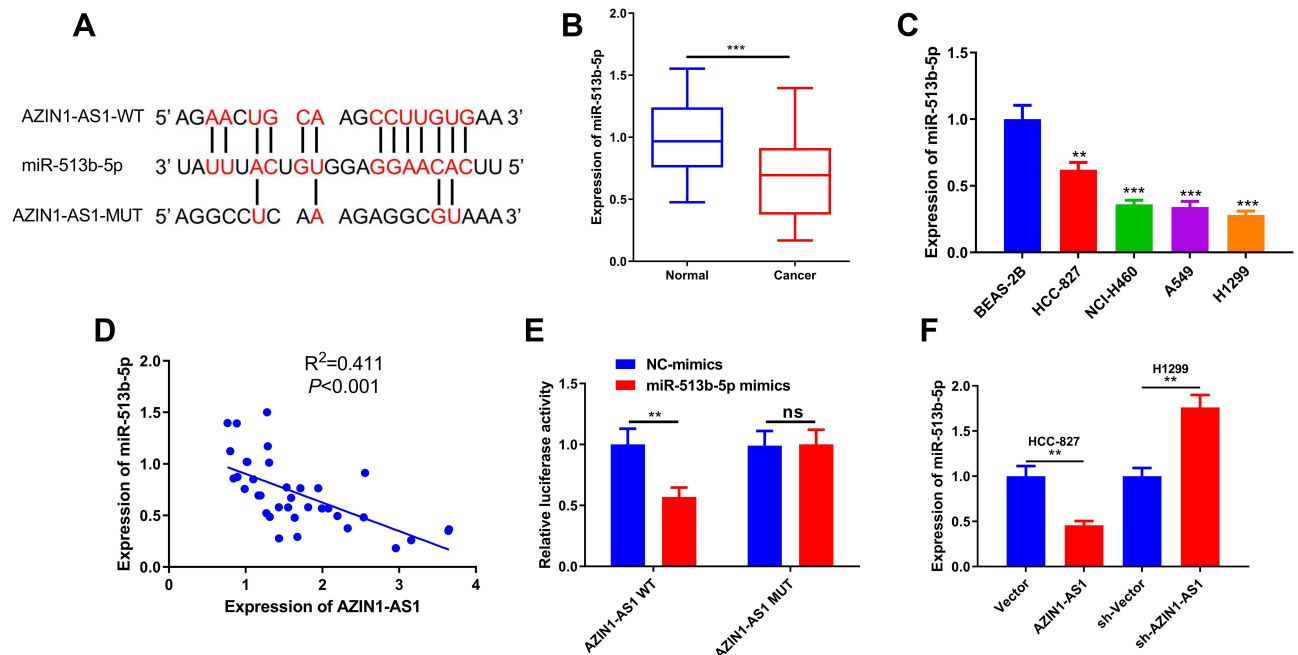 A
AZIN1-AS1-WT 5’ AGAACUG CA AGCCUUGUGAA 3’
miR-513b-5p 3’ UAUUUACUGUGGAGGAACACUU 5’
AZIN1-AS1-MUT 5’ AGGCCUC AA AGAGGCGUAAA 3’
B
Expression of miR-513b-5p
2.0
1.5
1.0
0.5
0.0
***
Normal Cancer
C
Expression of miR-513b-5p
1.5
1.0
0.5
0.0
** *** *** ***
BEAS-2B HCC-827 NCI-H460 A549 H1299
D
R2=0.411
P<0.001
Expression of miR-513b-5p
2.0
1.5
1.0
0.5
0.0
0 1 2 3 4
Expression of AZIN1-AS1
E
NC-mimics
miR-513b-5p mimics
Relative luciferase activity
1.5
1.0
0.5
0.0
** ns
AZIN1-AS1 WT AZIN1-AS1 MUT
F
Expression of miR-513b-5p
2.0
1.5
1.0
0.5
0.0
HCC-827
**
H1299
**
Vector AZIN1-AS1 sh-Vector sh-AZIN1-AS1